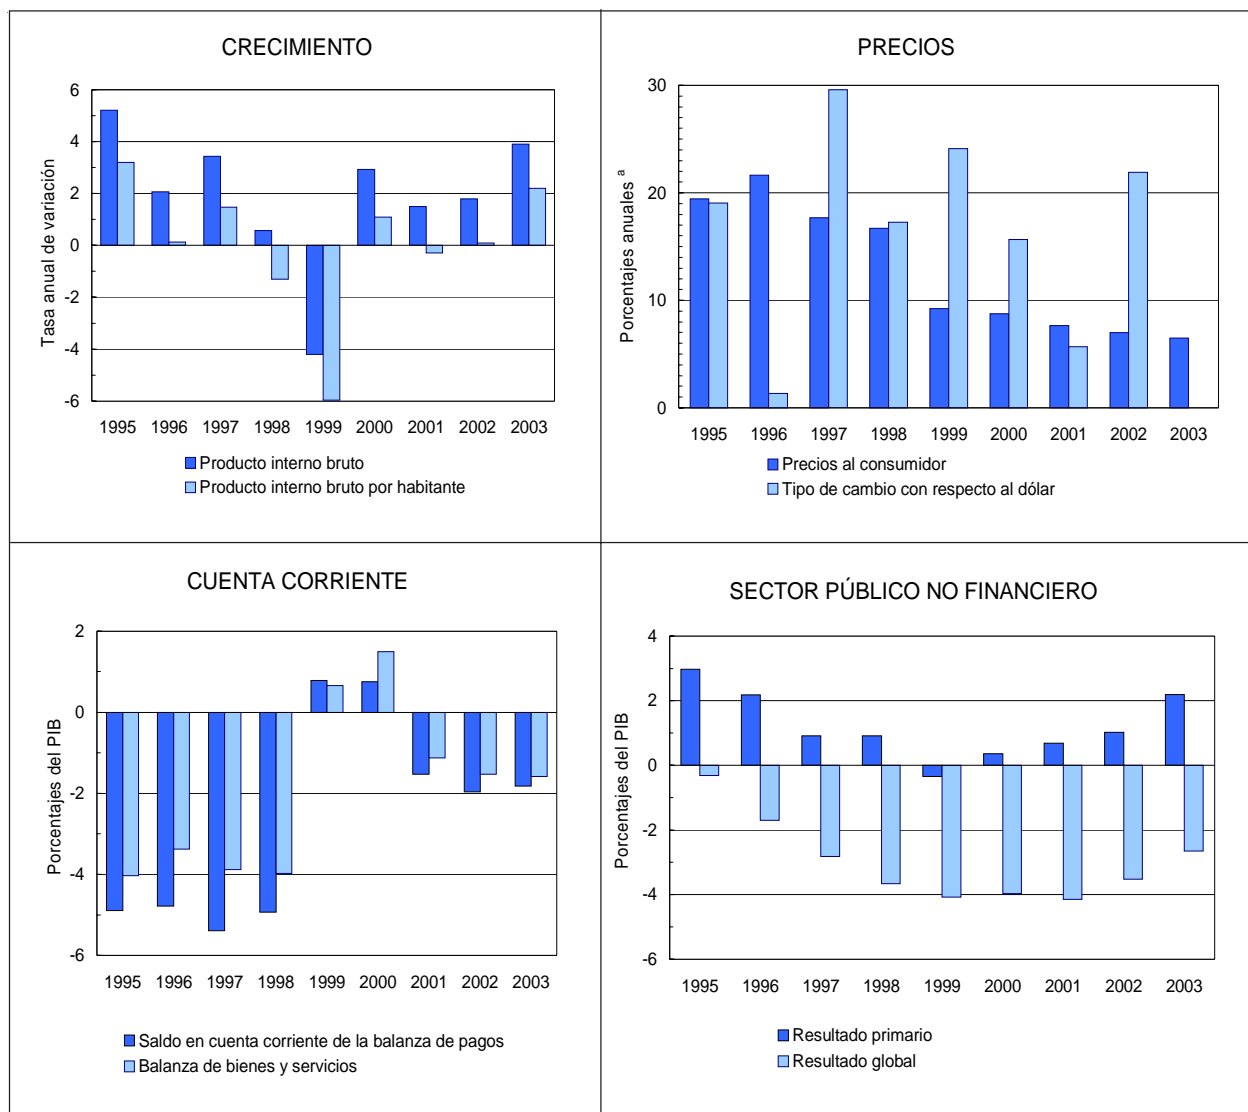 CRECIMIENTO
Tasa anual de variación
6
4
2
0
-2
-4
-6
1995 1996 1997 1998 1999 2000 2001 2002 2003
Producto interno bruto
Producto interno bruto por habitante
PRECIOS
Porcentajes anuales ª
30
20
10
0
1995 1996 1997 1998 1999 2000 2001 2002 2003
Precios al consumidor
Tipo de cambio con respecto al dólar
CUENTA CORRIENTE
Porcentajes del PIB
2
0
-2
-4
-6
1995 1996 1997 1998 1999 2000 2001 2002 2003
Saldo en cuenta corriente de la balanza de pagos
Balanza de bienes y servicios
SECTOR PÚBLICO NO FINANCIERO
Porcentajes del PIB
4
2
0
-2
-4
-6
1995 1996 1997 1998 1999 2000 2001 2002 2003
Resultado primario
Resultado global